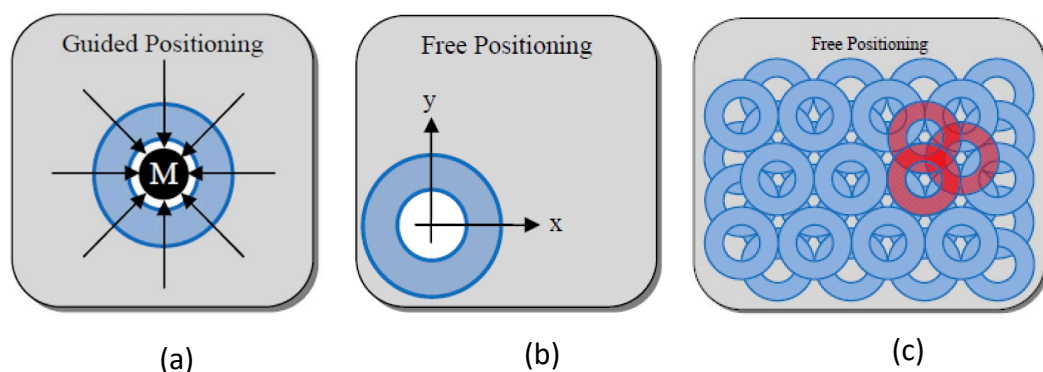 Guided Positioning
M
(a)
Free Positioning
y
x
(b)
Free Positioning
(c)